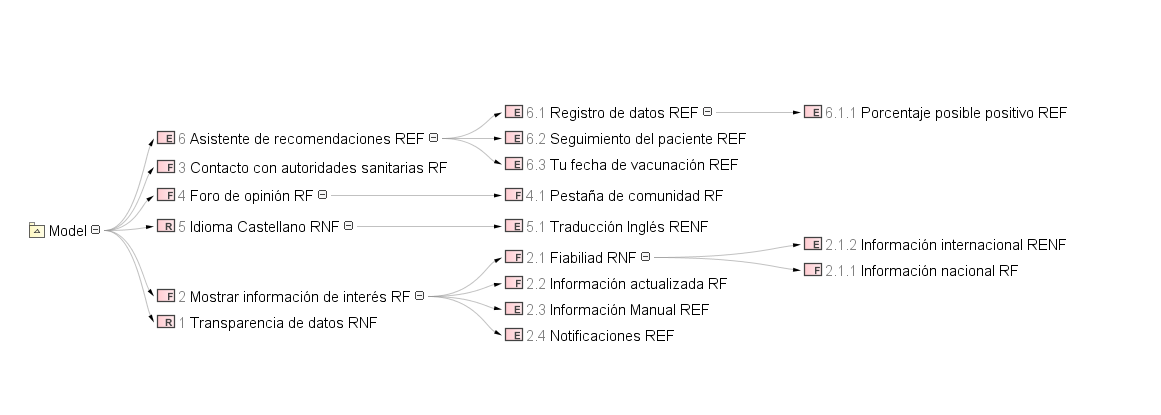 E 6.1 Registro de datos REF
E 6.1.1 Porcentaje posible positivo REF
E 6 Asistente de recomendaciones REF
E 6.2 Seguimiento del paciente REF
E 6.3 Tu fecha de vacunación REF
F 3 Contacto con autoridades sanitarias RF
F 4 Foro de opinión RF
F 4.1 Pestaña de comunidad RF
Model
R 5 Idioma Castellano RNF
E 5.1 Traducción Inglés RENF
F 2.1 Fiabiliad RNF
E 2.1.2 Información internacional RENF
F 2.1.1 Información nacional RF
F 2.2 Información actualizada RF
F 2 Mostrar información de interés RF
E 2.3 Información Manual REF
R 1 Transparencia de datos RNF
E 2.4 Notificaciones REF